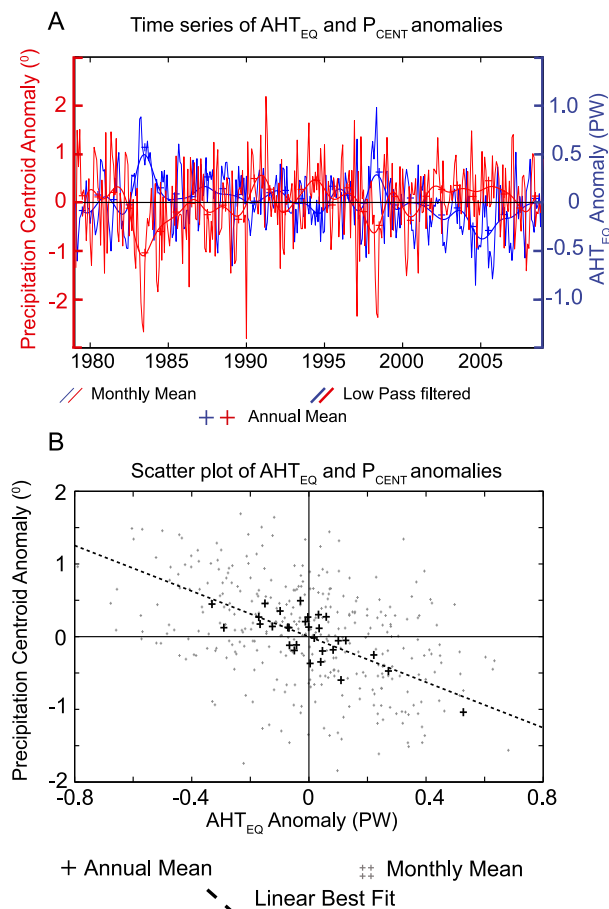 A
Time series of AHT_EQ and P_CENT anomalies
Precipitation Centroid Anomaly (⁰)
3
2
1
0
-1
-2
1.0
0.5
0
-0.5
-1.0
AHT_EQ Anomaly (PW)
1980 1985 1990 1995 2000 2005
Monthly Mean Low Pass filtered
Annual Mean
B
Scatter plot of AHT_EQ and P_CENT anomalies
Precipitation Centroid Anomaly (⁰)
2
1
0
-1
-2
-0.8 -0.4 0 0.4 0.8
AHT_EQ Anomaly (PW)
Annual Mean Monthly Mean
Linear Best Fit